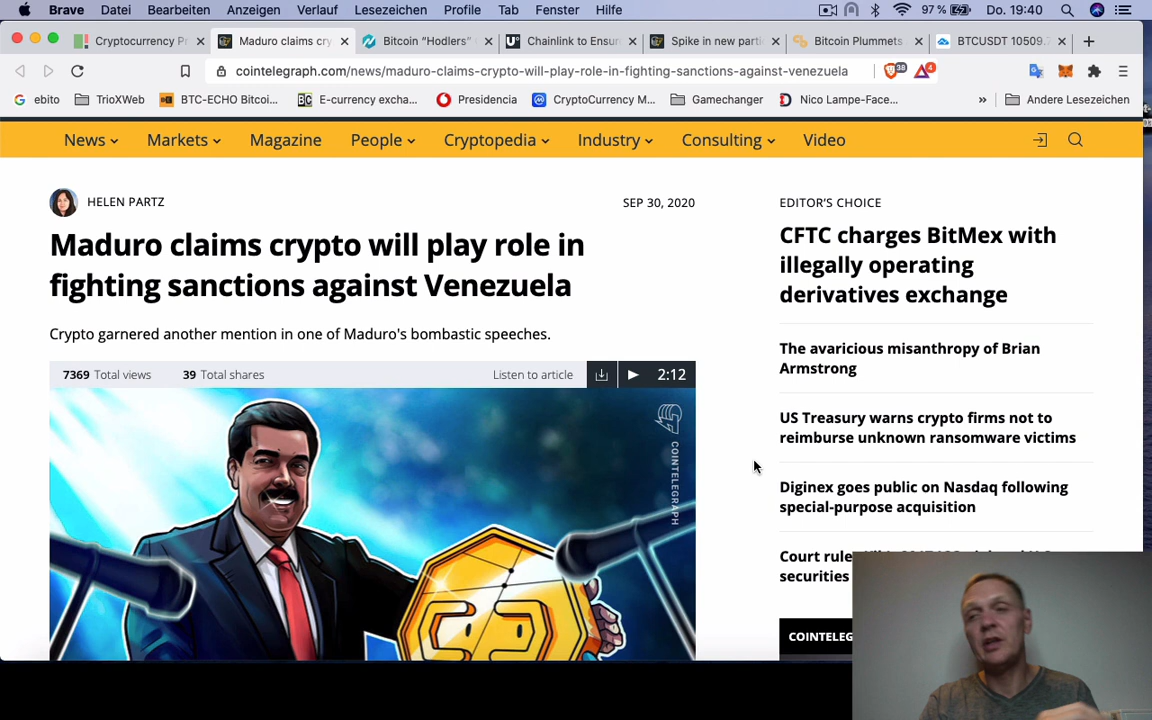 Brave Datei Bearbeiten Anzeigen Verlauf Lesezeichen Profile Tab Fenster Hilfe 97 % Do. 19:40
Cryptocurrency Pr Maduro claims cry Bitcoin “Hodlers” Chainlink to Ensur Spike in new parti Bitcoin Plummets BTCUSDT 10509.
cointelegraph.com/news/maduro-claims-crypto-will-play-role-in-fighting-sanctions-against-venezuela 38 4
ebito TrioXWeb BTC-ECHO Bitcoi... E-currency excha... Presidencia CryptoCurrency M... Gamechanger Nico Lampe-Face... » Andere Lesezeichen
News Markets Magazine People Cryptopedia Industry Consulting Video
HELEN PARTZ SEP 30, 2020
Maduro claims crypto will play role in
fighting sanctions against Venezuela
Crypto garnered another mention in one of Maduro's bombastic speeches.
7369 Total views 39 Total shares Listen to article 2:12
COINTELEGRAPH
EDITOR'S CHOICE
CFTC charges BitMex with
illegally operating
derivatives exchange
The avaricious misanthropy of Brian
Armstrong
US Treasury warns crypto firms not to
reimburse unknown ransomware victims
Diginex goes public on Nasdaq following
special-purpose acquisition
Court rule
securities
COINTELEG